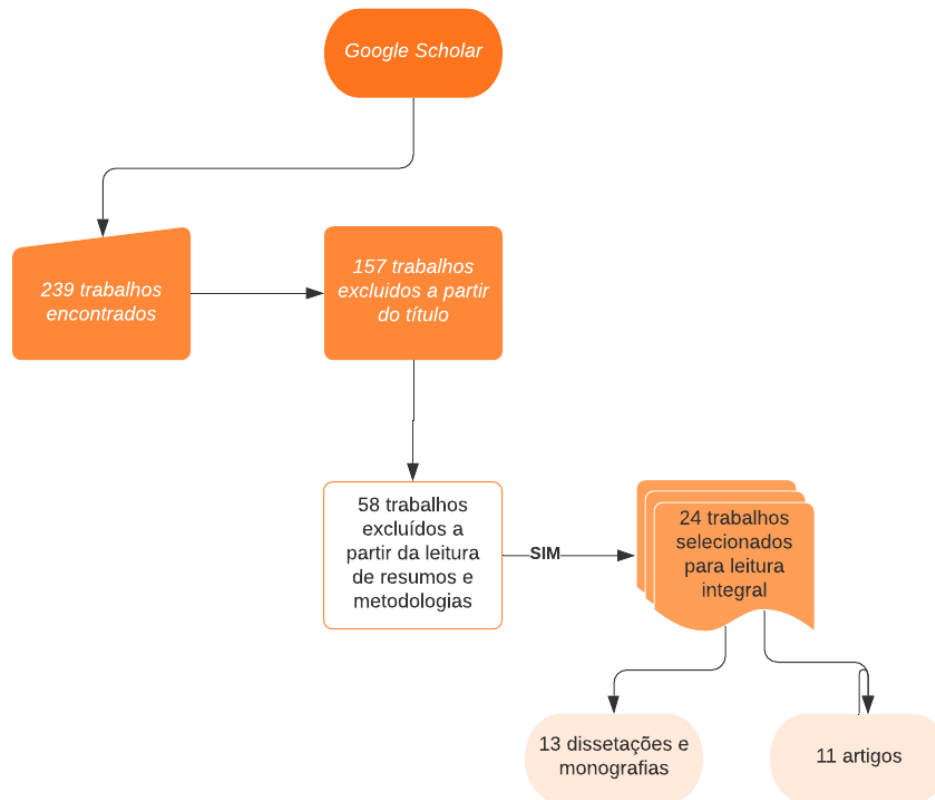 Google Scholar
239 trabalhos
encontrados
157 trabalhos
excluidos a partir
do título
58 trabalhos
excluídos a
partir da leitura
de resumos e
metodologias
SIM
24 trabalhos
selecionados
para leitura
integral
13 dissetações e
monografias
11 artigos